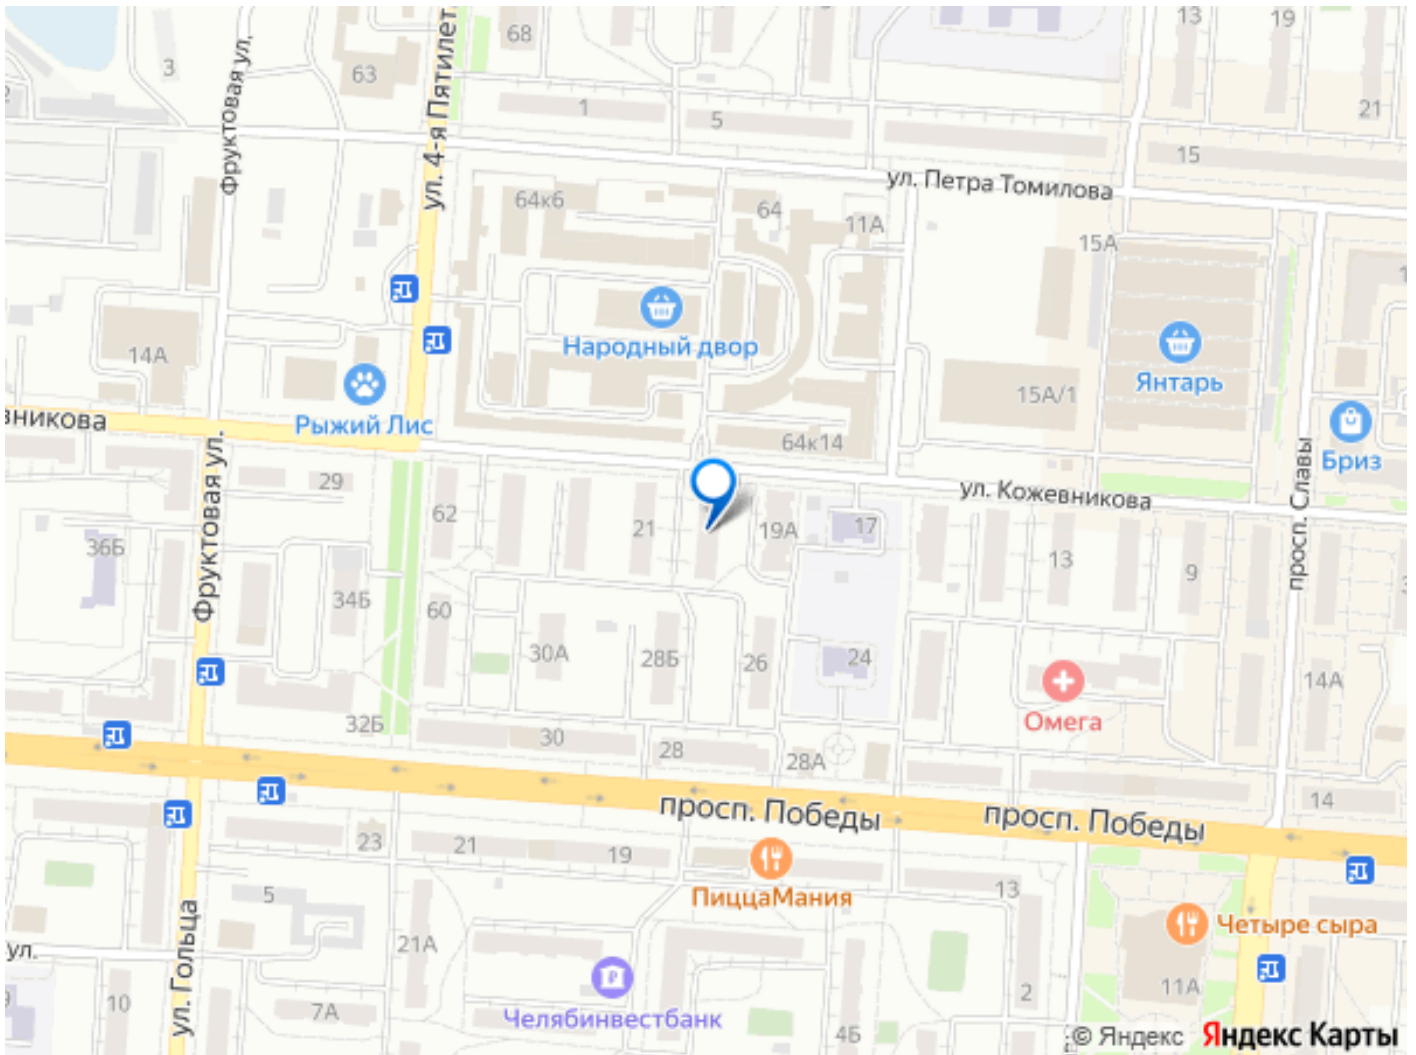 68
13
19
3
63
Фруктовая ул.
ул. 4-я Пятилет
1
5
21
15
ул. Петра Томилова
64к6
64
11А
15А
Народный двор
14А
Янтарь
15А/1
Рыжий Лис
вникова
64к14
Бриз
29
ул. Кожевникова
просп. Славы
62
21
19А
17
13
9
36Б
Фруктовая ул.
34Б
60
30А
28Б
26
24
14А
Омега
32Б
30
28
28А
14
просп. Победы
просп. Победы
23
21
19
ПиццаМания
13
5
Четыре сыра
ул.
ул. Гольца
21А
10
7А
Челябинвестбанк
2
11А
4Б
© Яндекс Яндекс Карты